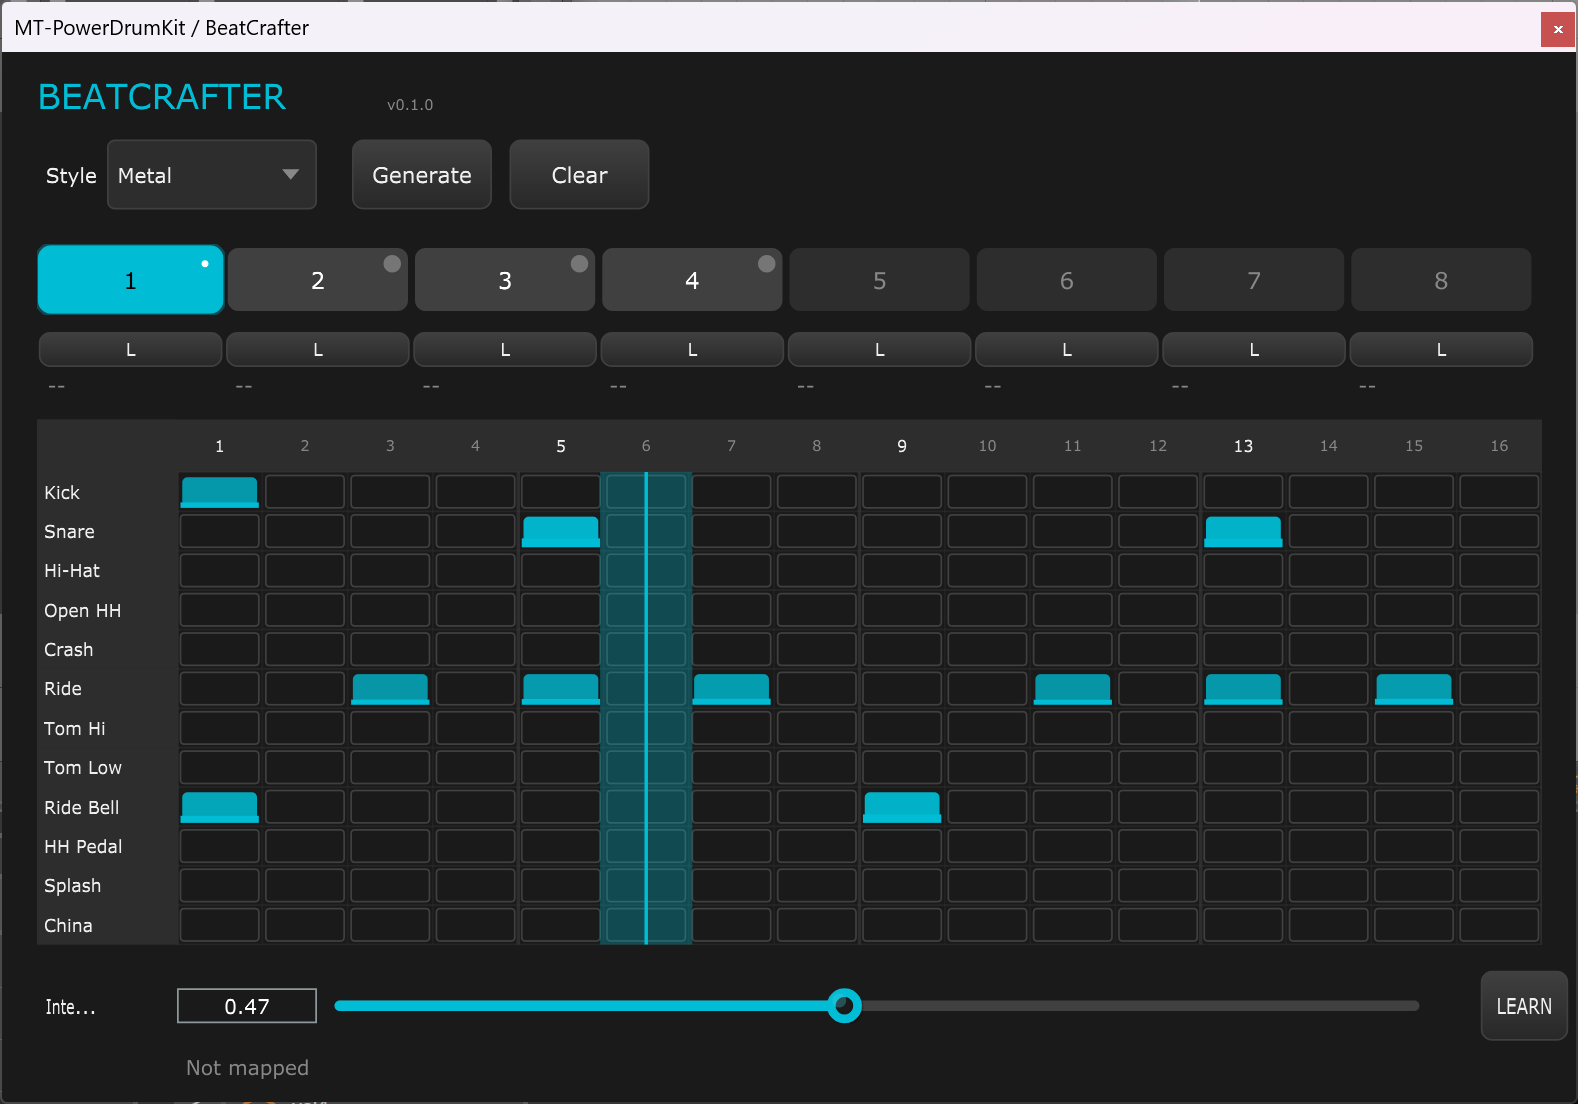 MT-PowerDrumKit / BeatCrafter
BEATCRAFTER v0.1.0
Style Metal Generate Clear
1 2 3 4 5 6 7 8
L L L L L L L L
-- -- -- -- -- -- -- --
1 2 3 4 5 6 7 8 9 10 11 12 13 14 15 16
Kick
Snare
Hi-Hat
Open HH
Crash
Ride
Tom Hi
Tom Low
Ride Bell
HH Pedal
Splash
China
Inte... 0.47 LEARN
Not mapped